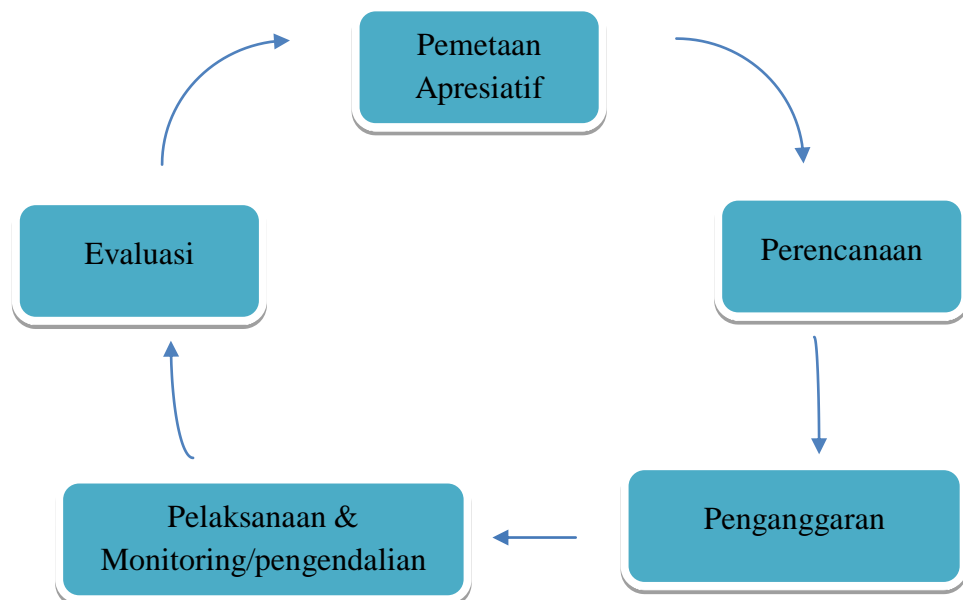 Pemetaan
Apresiatif
Perencanaan
Penganggaran
Pelaksanaan &
Monitoring/pengendalian
Evaluasi